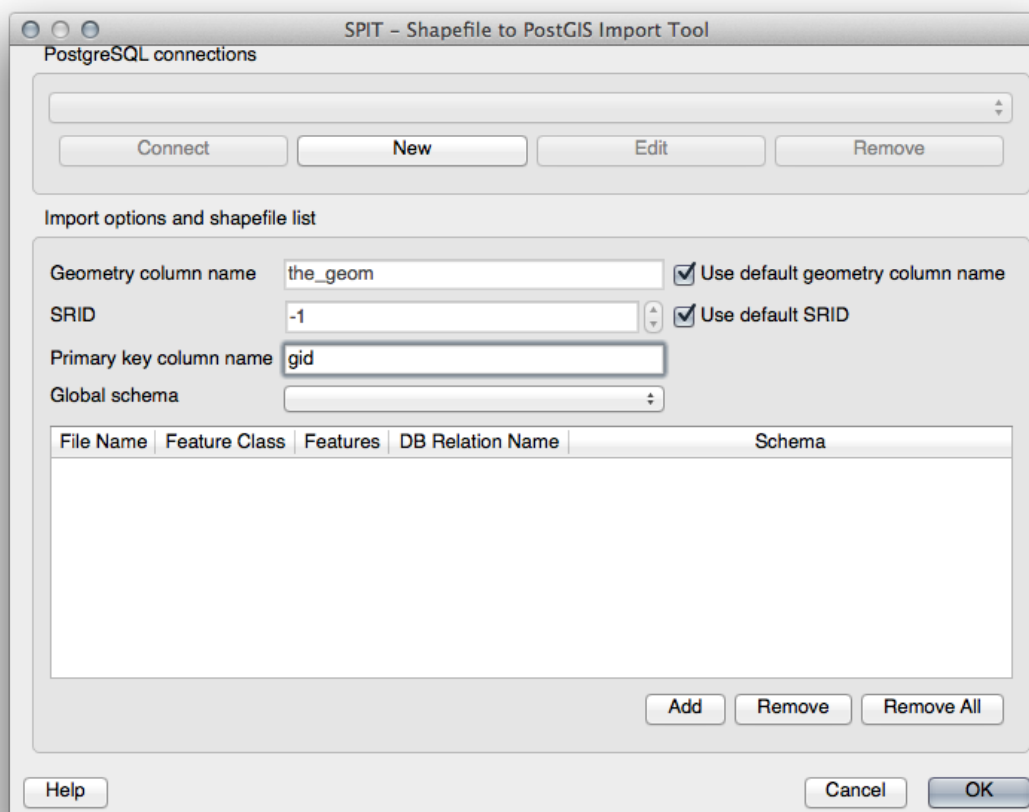 SPIT – Shapefile to PostGIS Import Tool
PostgreSQL connections
Connect New Edit Remove
Import options and shapefile list
Geometry column name the_geom Use default geometry column name
SRID -1 Use default SRID
Primary key column name gid
Global schema
File Name Feature Class Features DB Relation Name Schema
Add Remove Remove All
Help Cancel OK